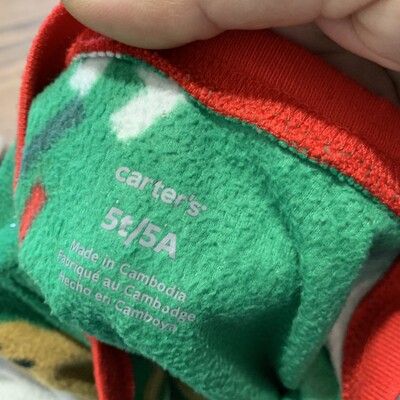 carter's
5t/5A
Made in Cambodia
Fabriqué au Cambodge
Hecho en Camboya